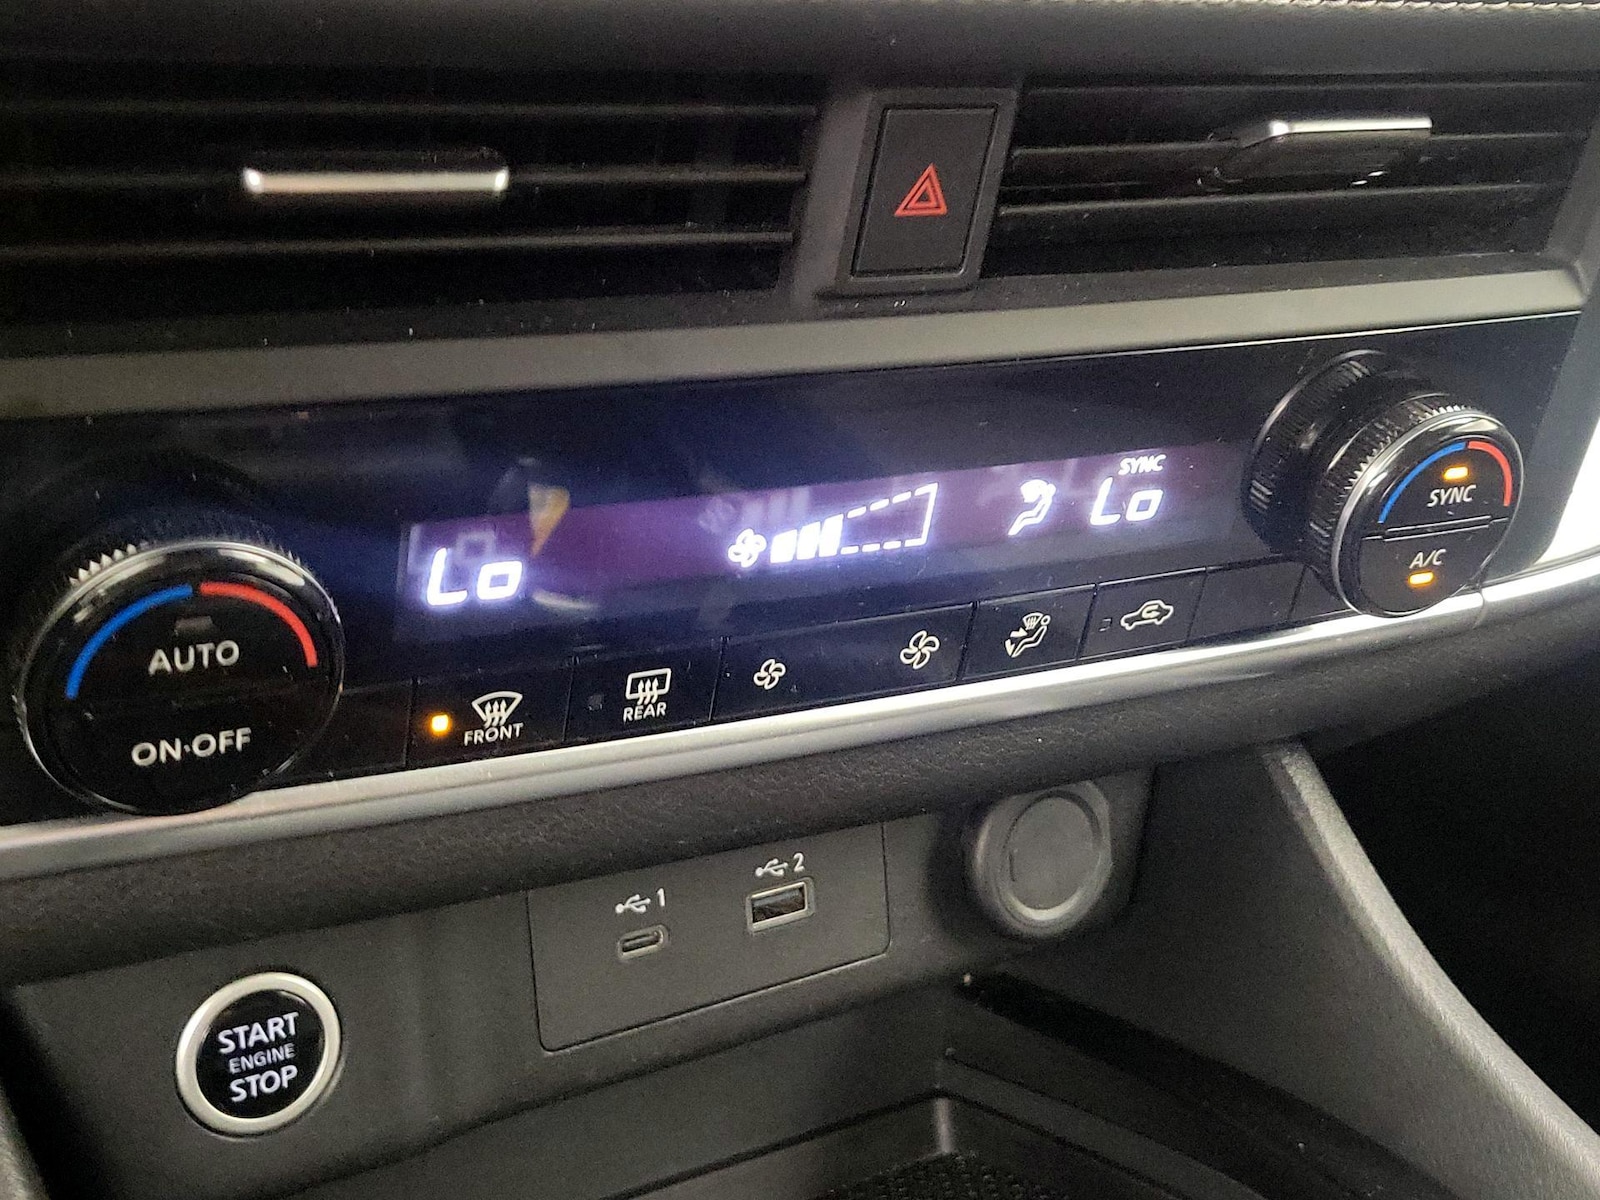 SYNC
Lo
Lo
SYNC
A/C
AUTO
ON·OFF
FRONT
REAR
1
2
START
ENGINE
STOP